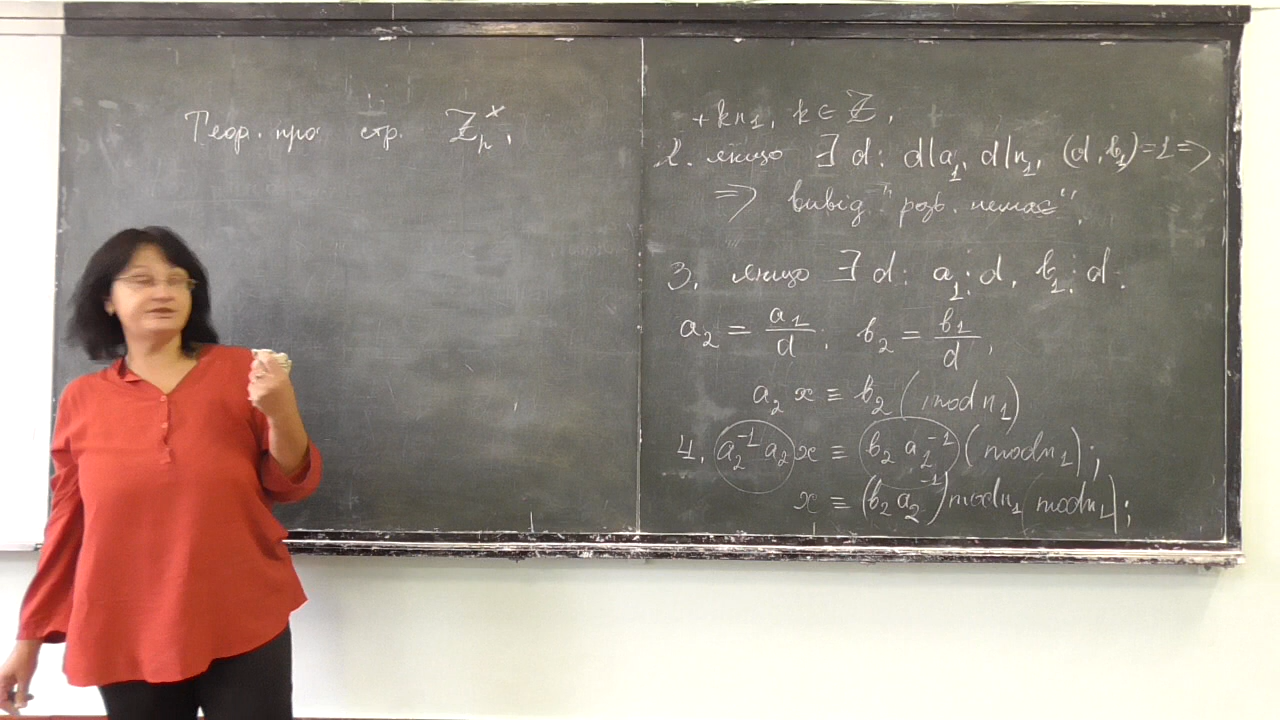 Теор. про стр. ℤₚˣ.
+ kn₁, k ∈ ℤ.
2. якщо ∃ d: d|a₁, d|n₁, (d, b₁)=1 ⇒
⇒ вивід "розв. немає".
3. якщо ∃ d: a₁⋮d, b₁⋮d:
a₂ = a₁/d, b₂ = b₁/d,
a₂x ≡ b₂ (mod n₁)
4. a₂⁻¹a₂x ≡ b₂a₂⁻¹ (mod n₁);
x ≡ (b₂a₂⁻¹) mod n₁ (mod n₁);